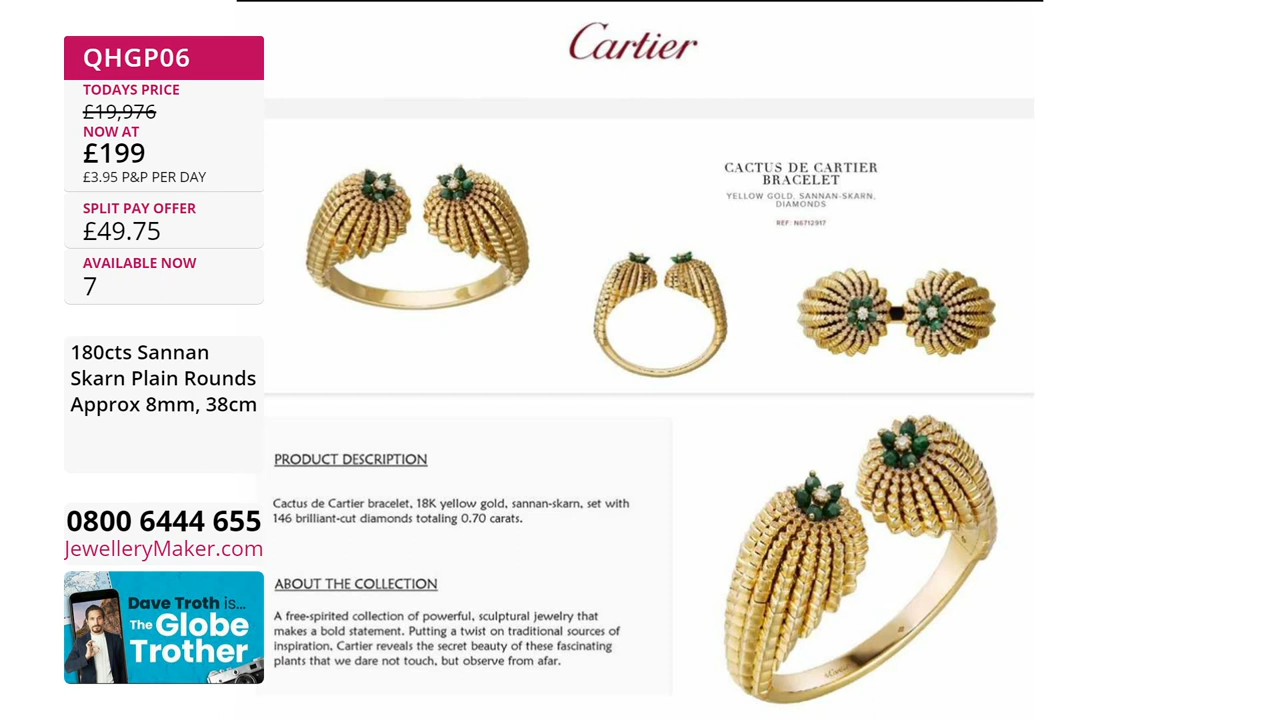 QHGP06
TODAYS PRICE
£19,976
NOW AT
£199
£3.95 P&P PER DAY
SPLIT PAY OFFER
£49.75
AVAILABLE NOW
7
180cts Sannan
Skarn Plain Rounds
Approx 8mm, 38cm
0800 6444 655
JewelleryMaker.com
Dave Troth is...
The Globe
Trother
Cartier
CACTUS DE CARTIER
BRACELET
YELLOW GOLD, SANNAN-SKARN,
DIAMONDS
REF: N6712917
PRODUCT DESCRIPTION
Cactus de Cartier bracelet, 18K yellow gold, sannan-skarn, set with
146 brilliant-cut diamonds totaling 0.70 carats.
ABOUT THE COLLECTION
A free-spirited collection of powerful, sculptural jewelry that
makes a bold statement. Putting a twist on traditional sources of
inspiration, Cartier reveals the secret beauty of these fascinating
plants that we dare not touch, but observe from afar.